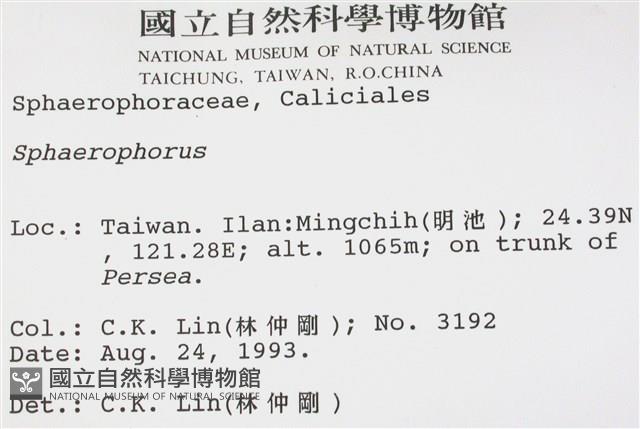 國立自然科學博物館
NATIONAL MUSEUM OF NATURAL SCIENCE
TAICHUNG, TAIWAN, R.O.CHINA
Sphaerophoraceae, Caliciales
Sphaerophorus
Loc.: Taiwan. Ilan:Mingchih(明池); 24.39N
, 121.28E; alt. 1065m; on trunk of
Persea.
Col.: C.K. Lin(林仲剛); No. 3192
Date: Aug. 24, 1993.
國立自然科學博物館
NATIONAL MUSEUM OF NATURAL SCIENCE
Det.: C.K. Lin(林仲剛)